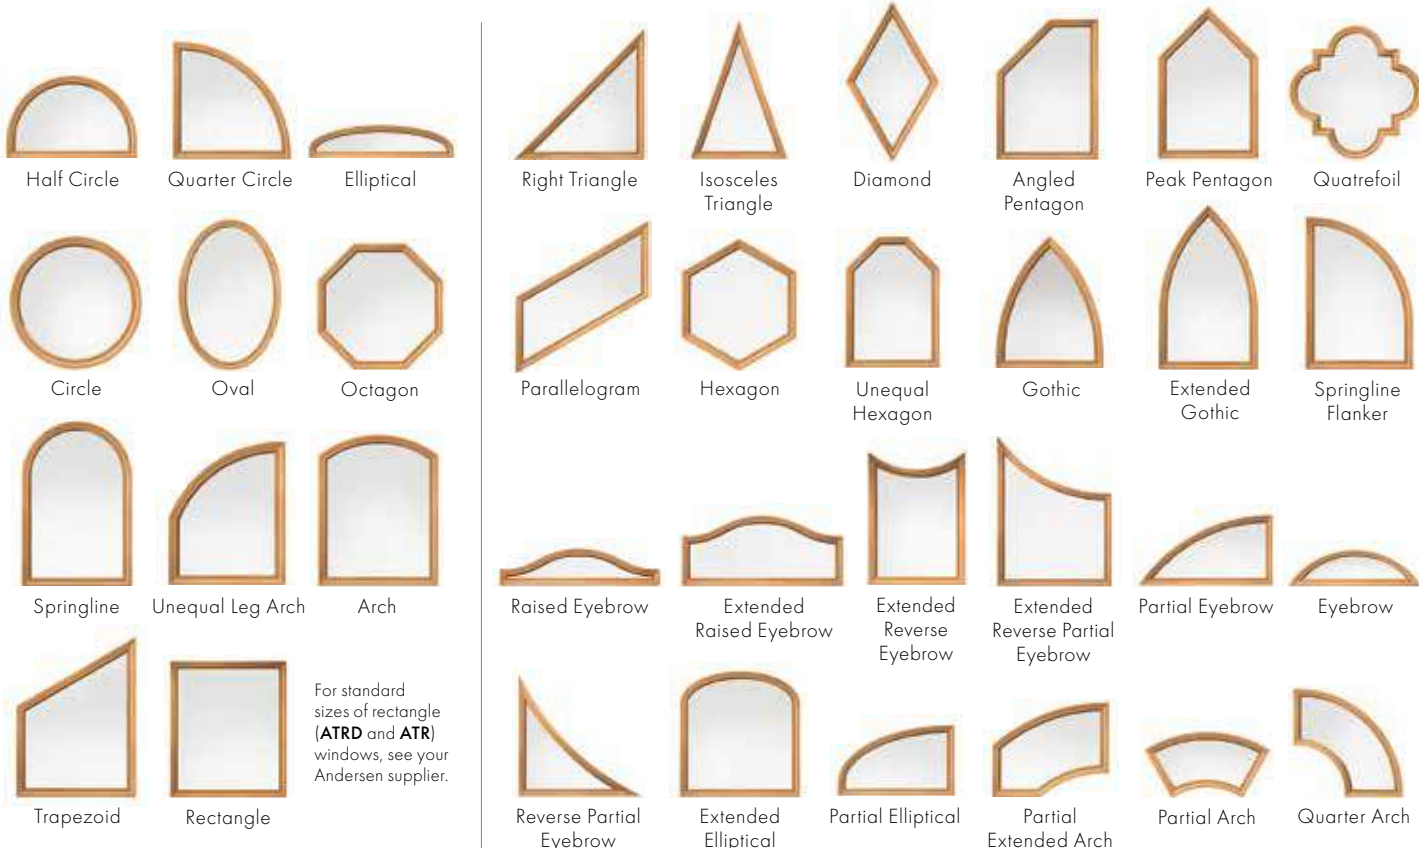 Half Circle
Quarter Circle
Elliptical
Circle
Oval
Octagon
Springline
Unequal Leg Arch
Arch
Trapezoid
Rectangle
For standard
sizes of rectangle
(ATRD and ATR)
windows, see your
Andersen supplier.
Right Triangle
Isosceles
Triangle
Diamond
Angled
Pentagon
Peak Pentagon
Quatrefoil
Parallelogram
Hexagon
Unequal
Hexagon
Gothic
Extended
Gothic
Springline
Flanker
Raised Eyebrow
Extended
Raised Eyebrow
Extended
Reverse
Eyebrow
Extended
Reverse Partial
Eyebrow
Partial Eyebrow
Eyebrow
Reverse Partial
Eyebrow
Extended
Elliptical
Partial Elliptical
Partial
Extended Arch
Partial Arch
Quarter Arch